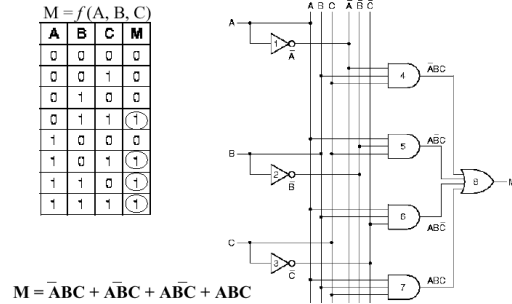 M = f(A, B, C)
A B C M
0 0 0 0
0 0 1 0
0 1 0 0
0 1 1 1
1 0 0 0
1 0 1 1
1 1 0 1
1 1 1 1
M = A̅BC + AB̅C + ABC̅ + ABC
A B C A̅ B̅ C̅
A
1
A̅
4
A̅BC
5
AB̅C
B
2
B̅
8
M
6
ABC̅
C
3
C̅
7
ABC